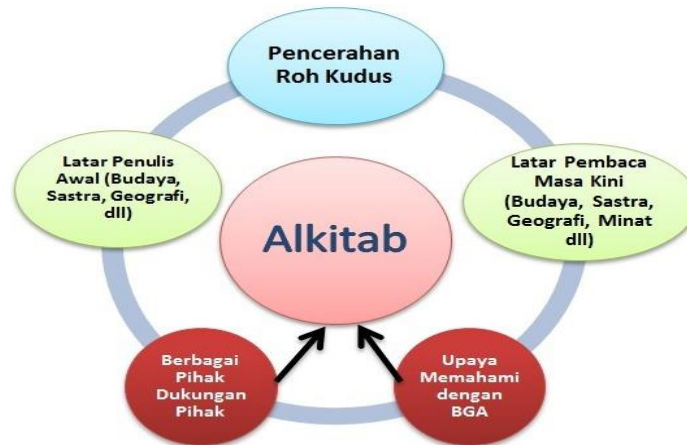 Pencerahan
Roh Kudus
Latar Penulis
Awal (Budaya,
Sastra, Geografi,
dll)
Latar Pembaca
Masa Kini
(Budaya, Sastra,
Geografi, Minat
dll)
Alkitab
Berbagai
Pihak
Dukungan
Pihak
Upaya
Memahami
dengan
BGA